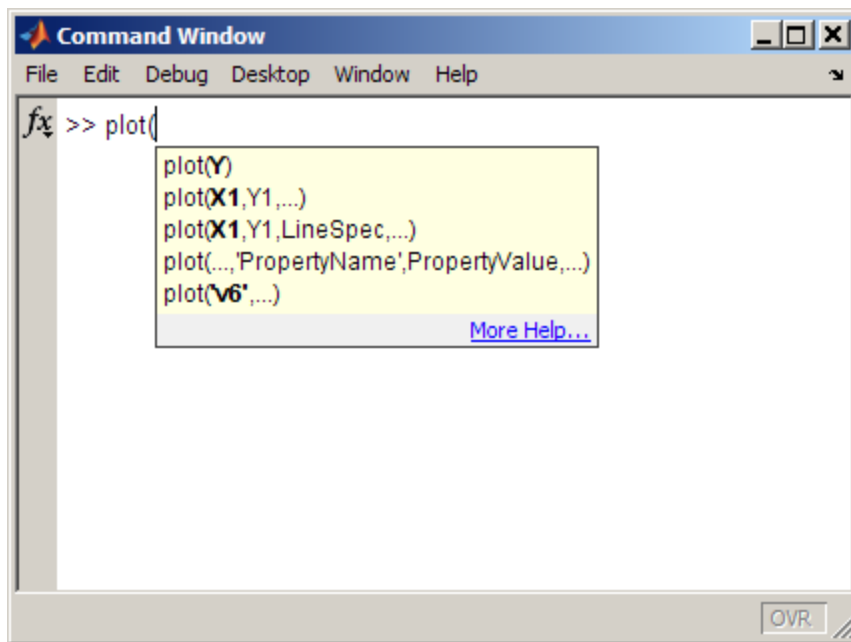 Command Window
File Edit Debug Desktop Window Help
fx >> plot(
plot(Y)
plot(X1,Y1,...)
plot(X1,Y1,LineSpec,...)
plot(...,'PropertyName',PropertyValue,...)
plot('v6',...)
More Help...
OVR